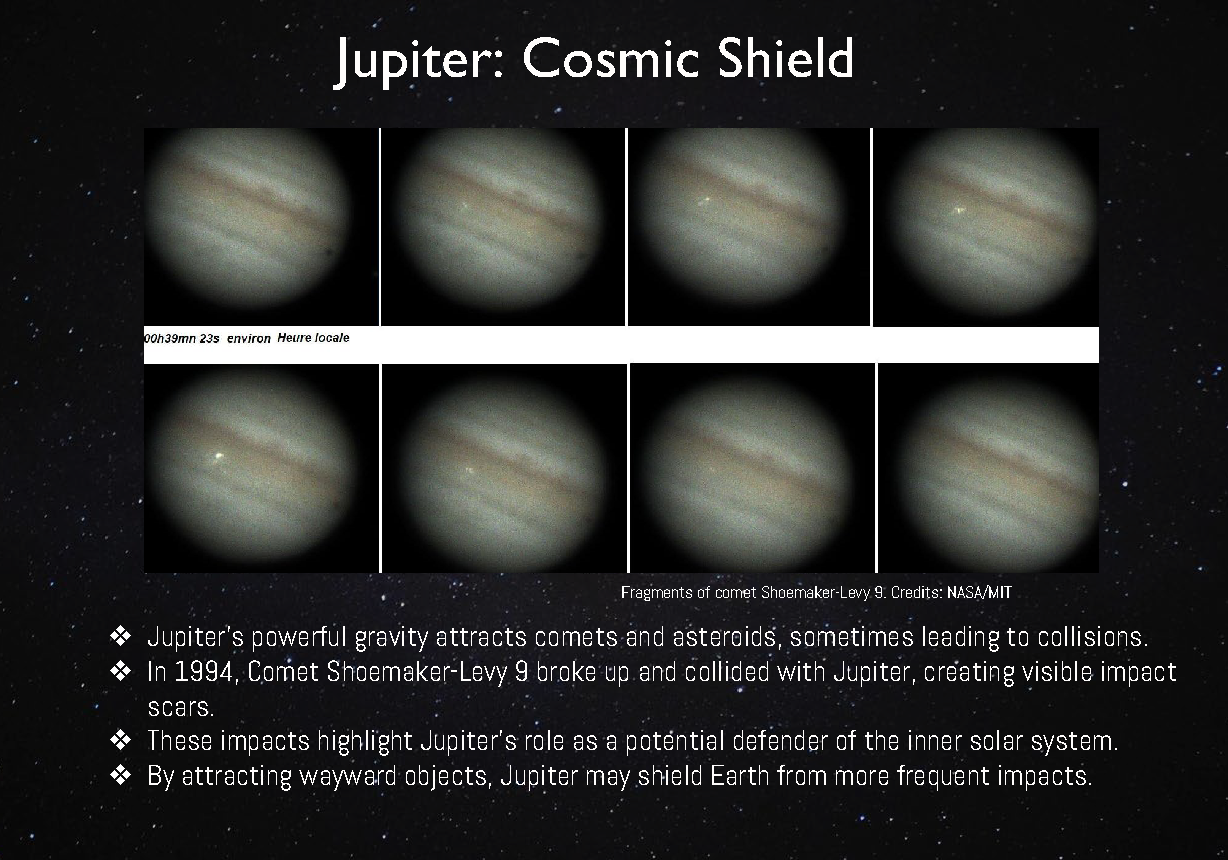 Jupiter: Cosmic Shield
00h39mn 23s environ Heure locale
Fragments of comet Shoemaker-Levy 9: Credits: NASA/MIT
❖ Jupiter's powerful gravity attracts comets and asteroids, sometimes leading to collisions.
❖ In 1994, Comet Shoemaker-Levy 9 broke up and collided with Jupiter, creating visible impact
scars.
❖ These impacts highlight Jupiter's role as a potential defender of the inner solar system.
❖ By attracting wayward objects, Jupiter may shield Earth from more frequent impacts.